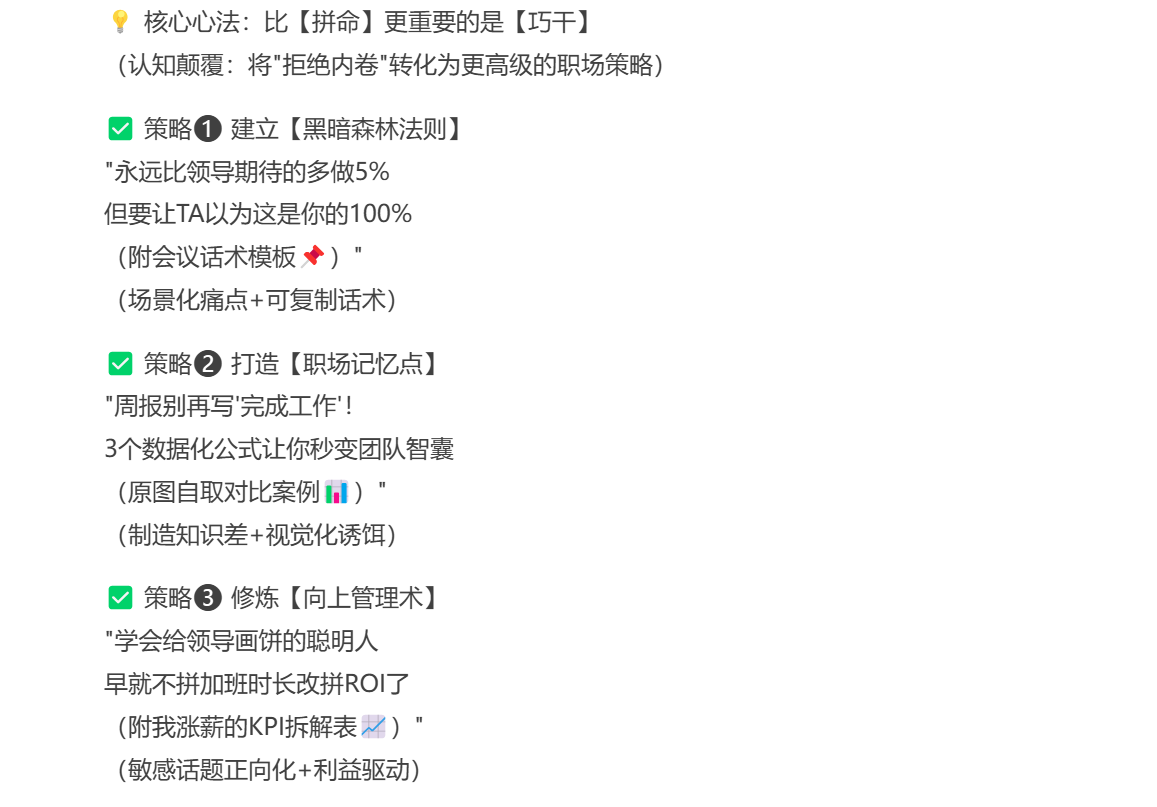 💡 核心心法：比【拼命】更重要的是【巧干】
（认知颠覆：将"拒绝内卷"转化为更高级的职场策略）
✅ 策略❶ 建立【黑暗森林法则】
"永远比领导期待的多做5%
但要让TA以为这是你的100%
（附会议话术模板📌）"
（场景化痛点+可复制话术）
✅ 策略❷ 打造【职场记忆点】
"周报别再写'完成工作'！
3个数据化公式让你秒变团队智囊
（原图自取对比案例📊）"
（制造知识差+视觉化诱饵）
✅ 策略❸ 修炼【向上管理术】
"学会给领导画饼的聪明人
早就不拼加班时长改拼ROI了
（附我涨薪的KPI拆解表📈）"
（敏感话题正向化+利益驱动）